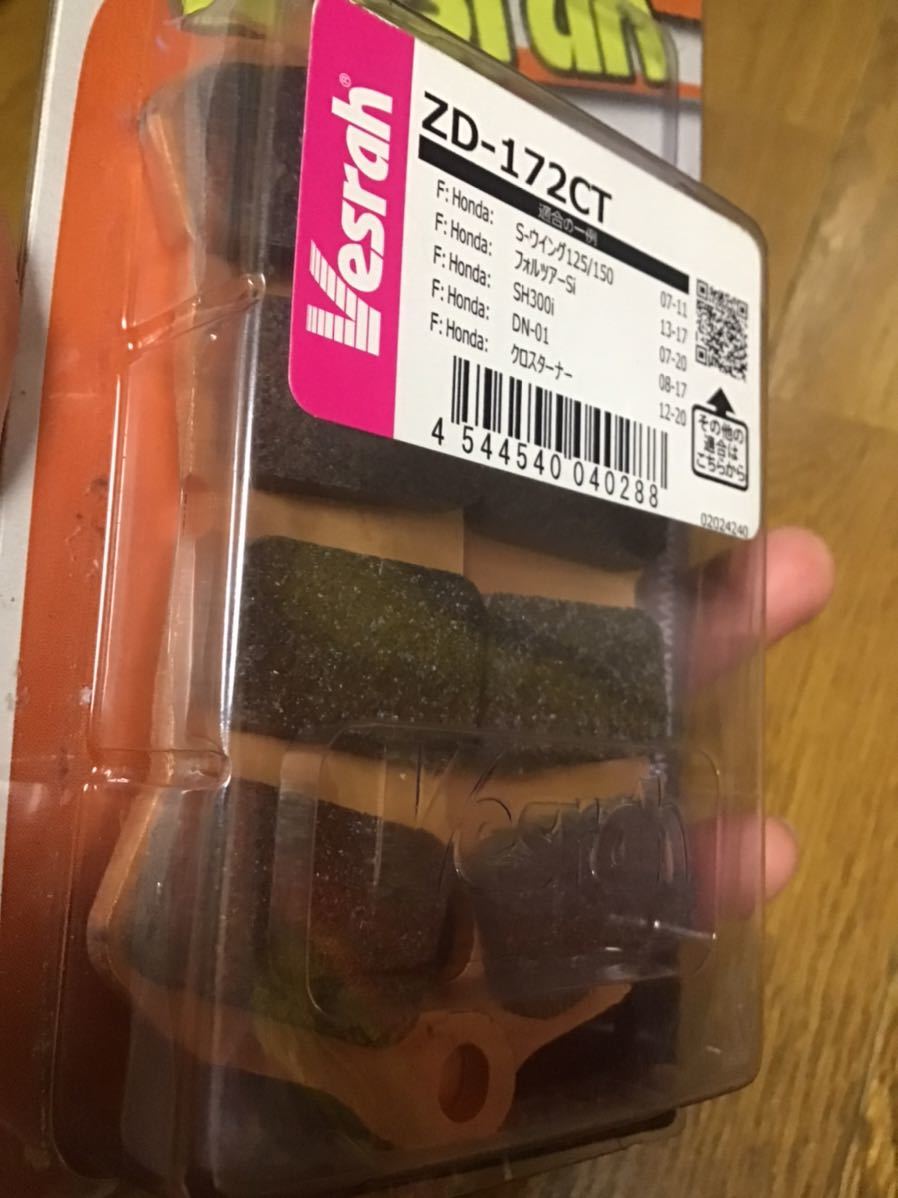 Vesrah®
ZD-172CT
適合の一例
F: Honda: S-ウイング125/150 07-11
F: Honda: フォルツァーSi 13-17
F: Honda: SH300i 07-20
F: Honda: DN-01 08-17
F: Honda: クロスターナー 12-20
4 544540 040288
その他の
適合は
こちらから
02024240
Vesrah